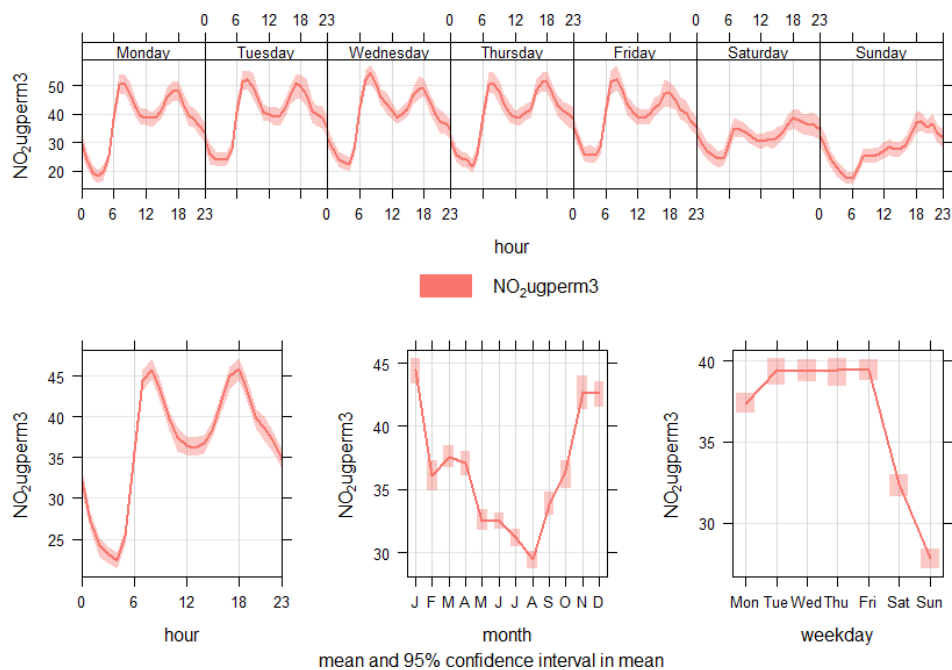 0 6 12 18 23 0 6 12 18 23 0 6 12 18 23
Monday Tuesday Wednesday Thursday Friday Saturday Sunday
NO2ugperm3
50
40
30
20
0 6 12 18 23 0 6 12 18 23 0 6 12 18 23 0 6 12 18 23
hour
NO2ugperm3
NO2ugperm3
45
40
35
30
25
0 6 12 18 23
hour
NO2ugperm3
45
40
35
30
J F M A M J J A S O N D
month
NO2ugperm3
40
35
30
Mon Tue Wed Thu Fri Sat Sun
weekday
mean and 95% confidence interval in mean